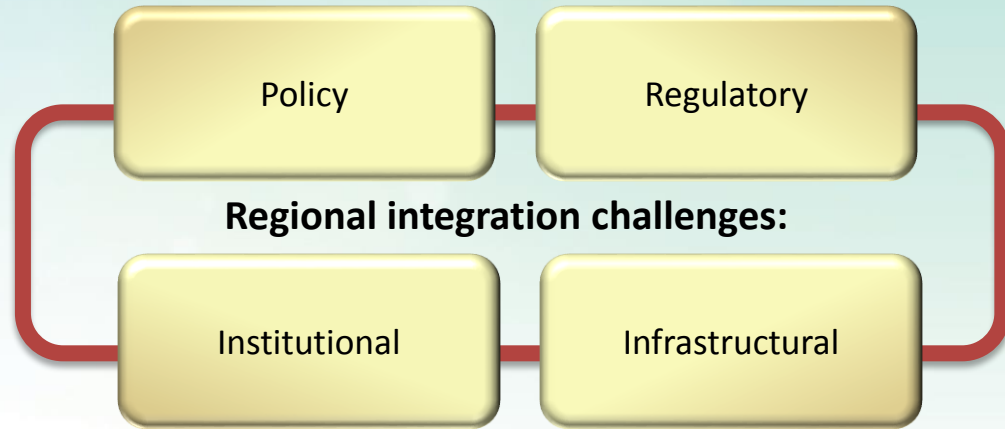 Policy
Regulatory
Regional integration challenges:
Institutional
Infrastructural